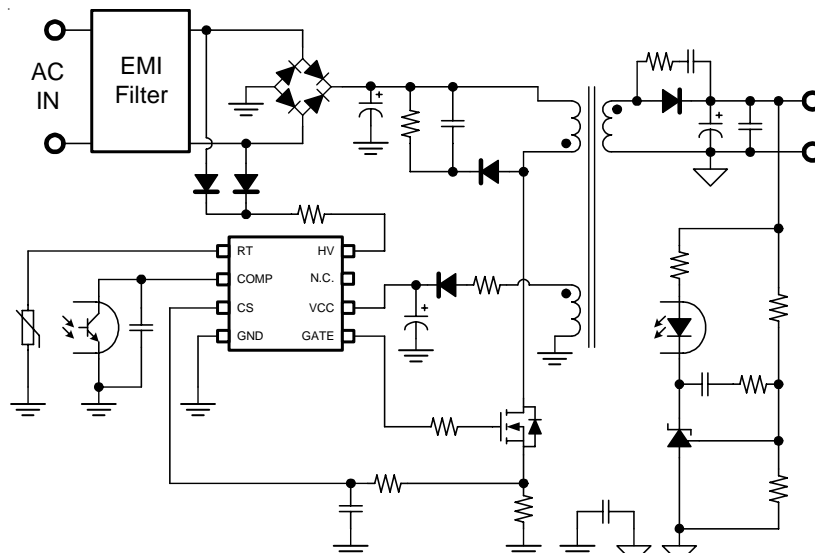 AC
IN
EMI
Filter
RT
HV
COMP
N.C.
CS
VCC
GND
GATE
+
+
+